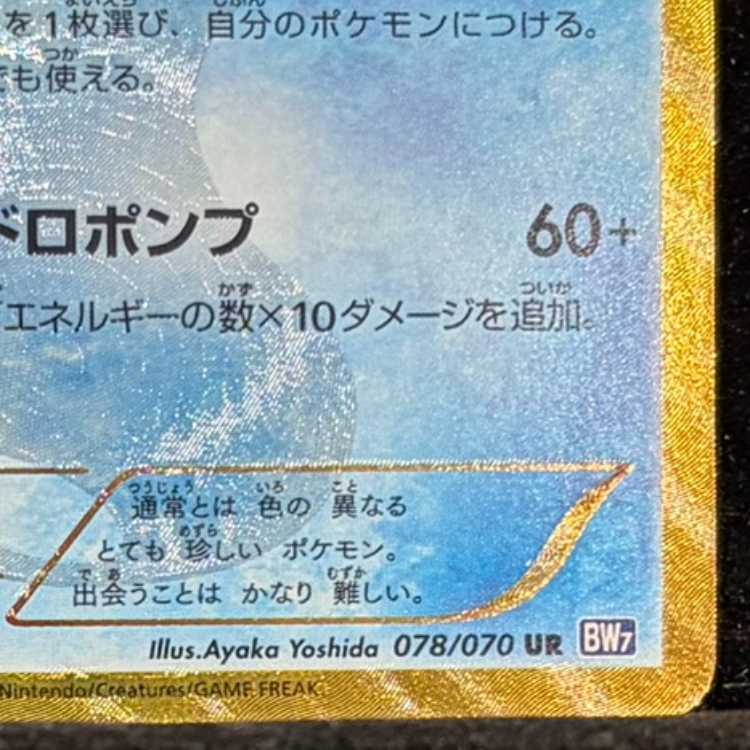 を1枚選び、自分のポケモンにつける。
でも使える。
ドロポンプ 60+
エネルギーの数×10ダメージを追加。
通常とは 色の 異なる
とても 珍しい ポケモン。
出会うことは かなり 難しい。
Illus.Ayaka Yoshida 078/070 UR BW7
Nintendo/Creatures/GAME FREAK.